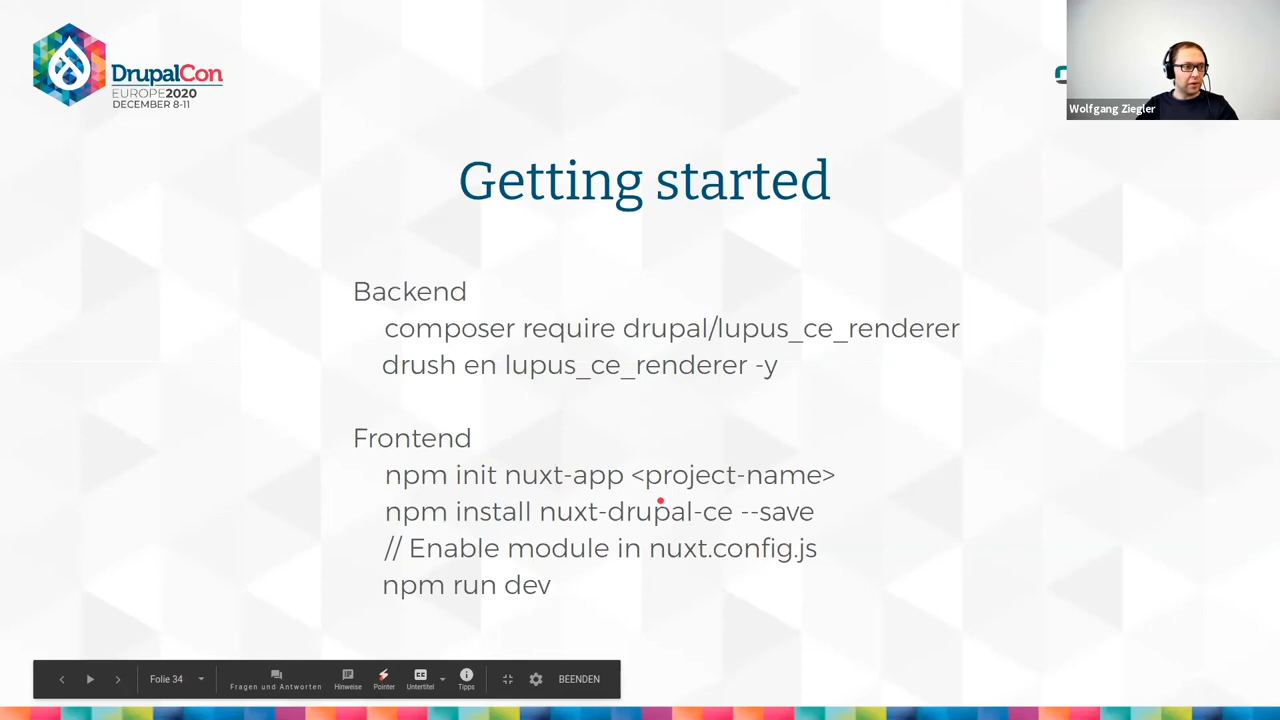 DrupalCon
EUROPE2020
DECEMBER 8-11
Wolfgang Ziegler
Getting started
Backend
composer require drupal/lupus_ce_renderer
drush en lupus_ce_renderer -y
Frontend
npm init nuxt-app <project-name>
npm install nuxt-drupal-ce --save
// Enable module in nuxt.config.js
npm run dev
Folie 34
Fragen und Antworten
Hinweise
Pointer
CC
Untertitel
Tipps
BEENDEN